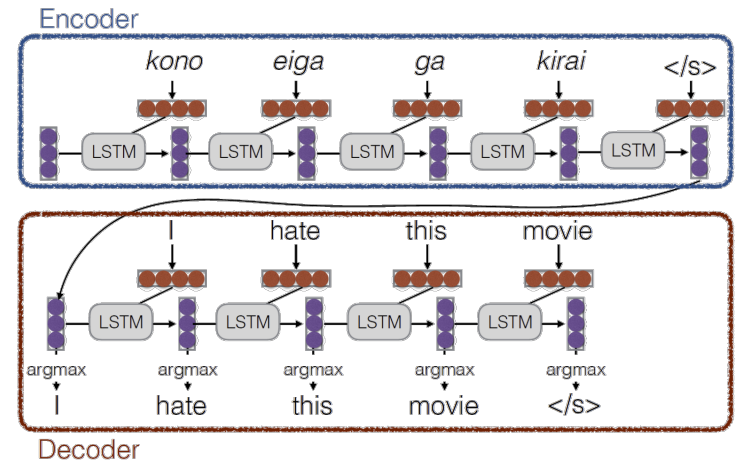 Encoder
kono eiga ga kirai </s>
LSTM LSTM LSTM LSTM LSTM
I hate this movie
LSTM LSTM LSTM LSTM
argmax argmax argmax argmax argmax
I hate this movie </s>
Decoder